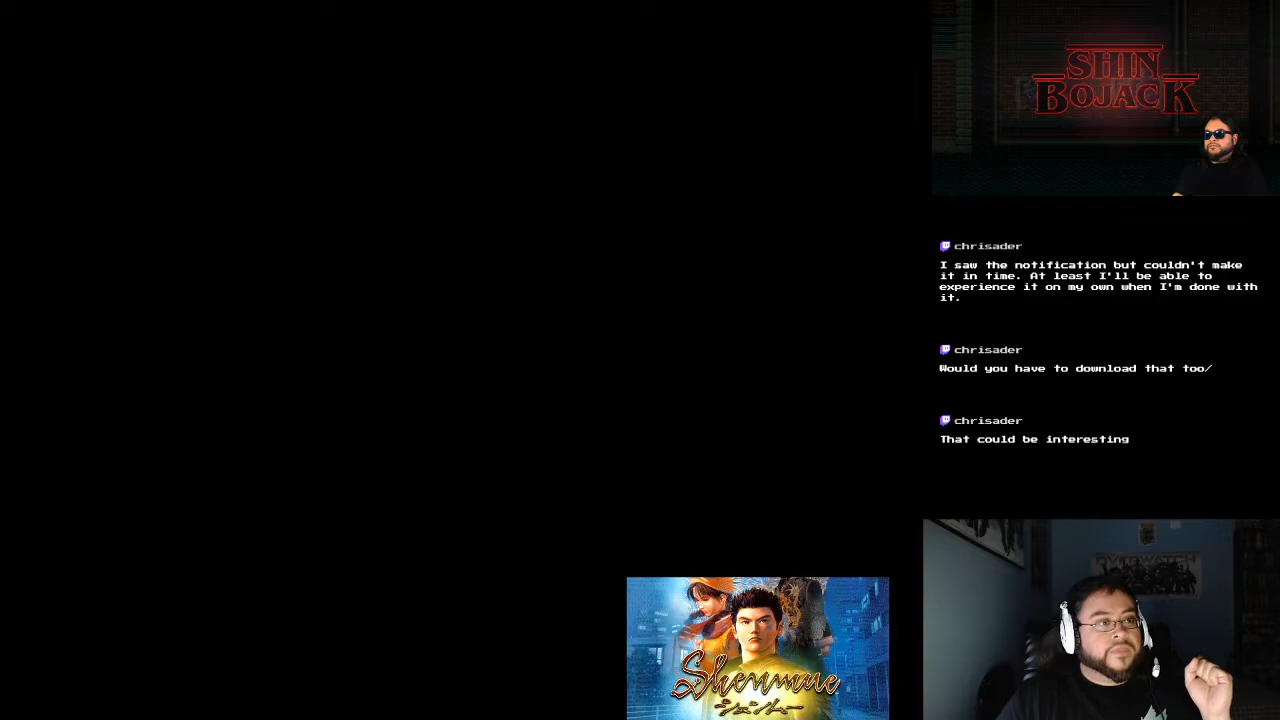 SHIN
BOJACK
chrisader
I saw the notification but couldn't make
it in time. At least I'll be able to
experience it on my own when I'm done with
it.
chrisader
Would you have to download that too/
chrisader
That could be interesting
OVERWATCH
Shenmue
シェンムー